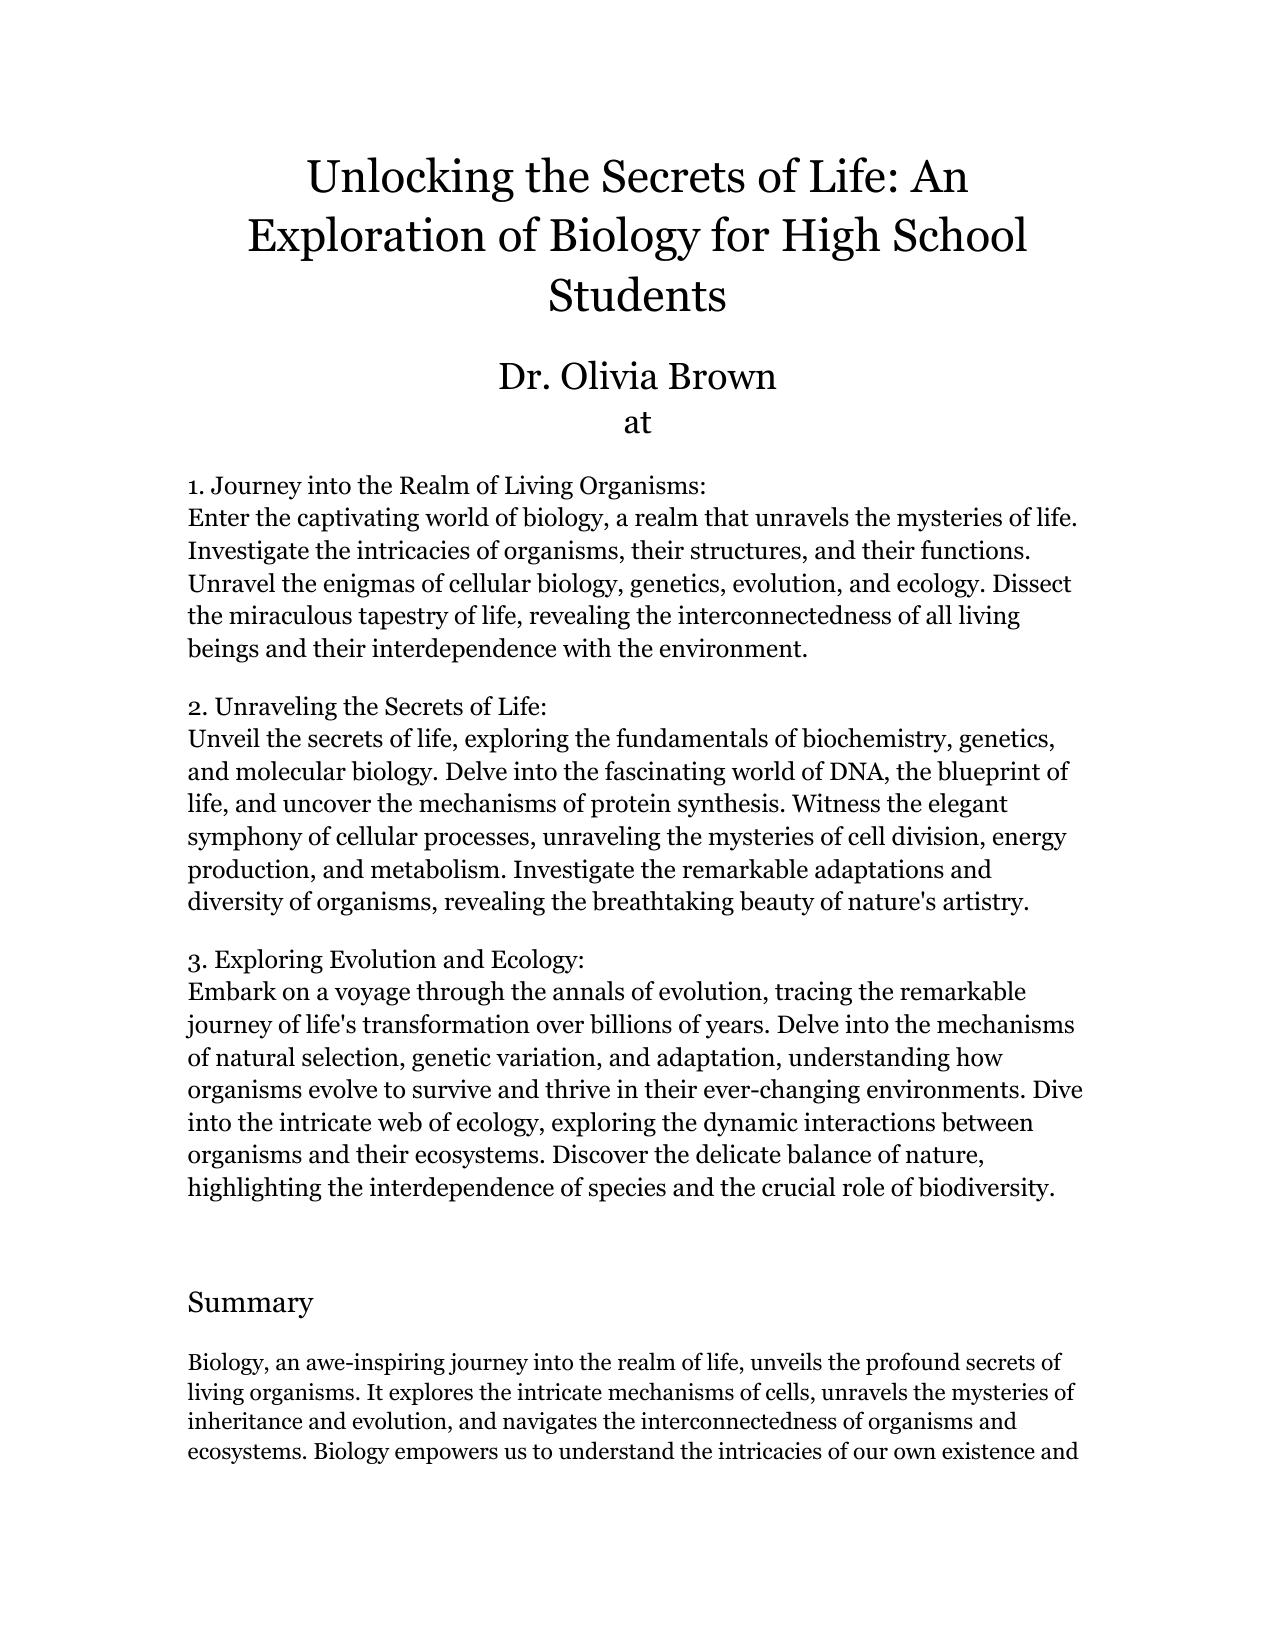 Unlocking the Secrets of Life: An
Exploration of Biology for High School
Students
Dr. Olivia Brown
at
1. Journey into the Realm of Living Organisms:
Enter the captivating world of biology, a realm that unravels the mysteries of life.
Investigate the intricacies of organisms, their structures, and their functions.
Unravel the enigmas of cellular biology, genetics, evolution, and ecology. Dissect
the miraculous tapestry of life, revealing the interconnectedness of all living
beings and their interdependence with the environment.
2. Unraveling the Secrets of Life:
Unveil the secrets of life, exploring the fundamentals of biochemistry, genetics,
and molecular biology. Delve into the fascinating world of DNA, the blueprint of
life, and uncover the mechanisms of protein synthesis. Witness the elegant
symphony of cellular processes, unraveling the mysteries of cell division, energy
production, and metabolism. Investigate the remarkable adaptations and
diversity of organisms, revealing the breathtaking beauty of nature's artistry.
3. Exploring Evolution and Ecology:
Embark on a voyage through the annals of evolution, tracing the remarkable
journey of life's transformation over billions of years. Delve into the mechanisms
of natural selection, genetic variation, and adaptation, understanding how
organisms evolve to survive and thrive in their ever-changing environments. Dive
into the intricate web of ecology, exploring the dynamic interactions between
organisms and their ecosystems. Discover the delicate balance of nature,
highlighting the interdependence of species and the crucial role of biodiversity.
Summary
Biology, an awe-inspiring journey into the realm of life, unveils the profound secrets of
living organisms. It explores the intricate mechanisms of cells, unravels the mysteries of
inheritance and evolution, and navigates the interconnectedness of organisms and
ecosystems. Biology empowers us to understand the intricacies of our own existence and